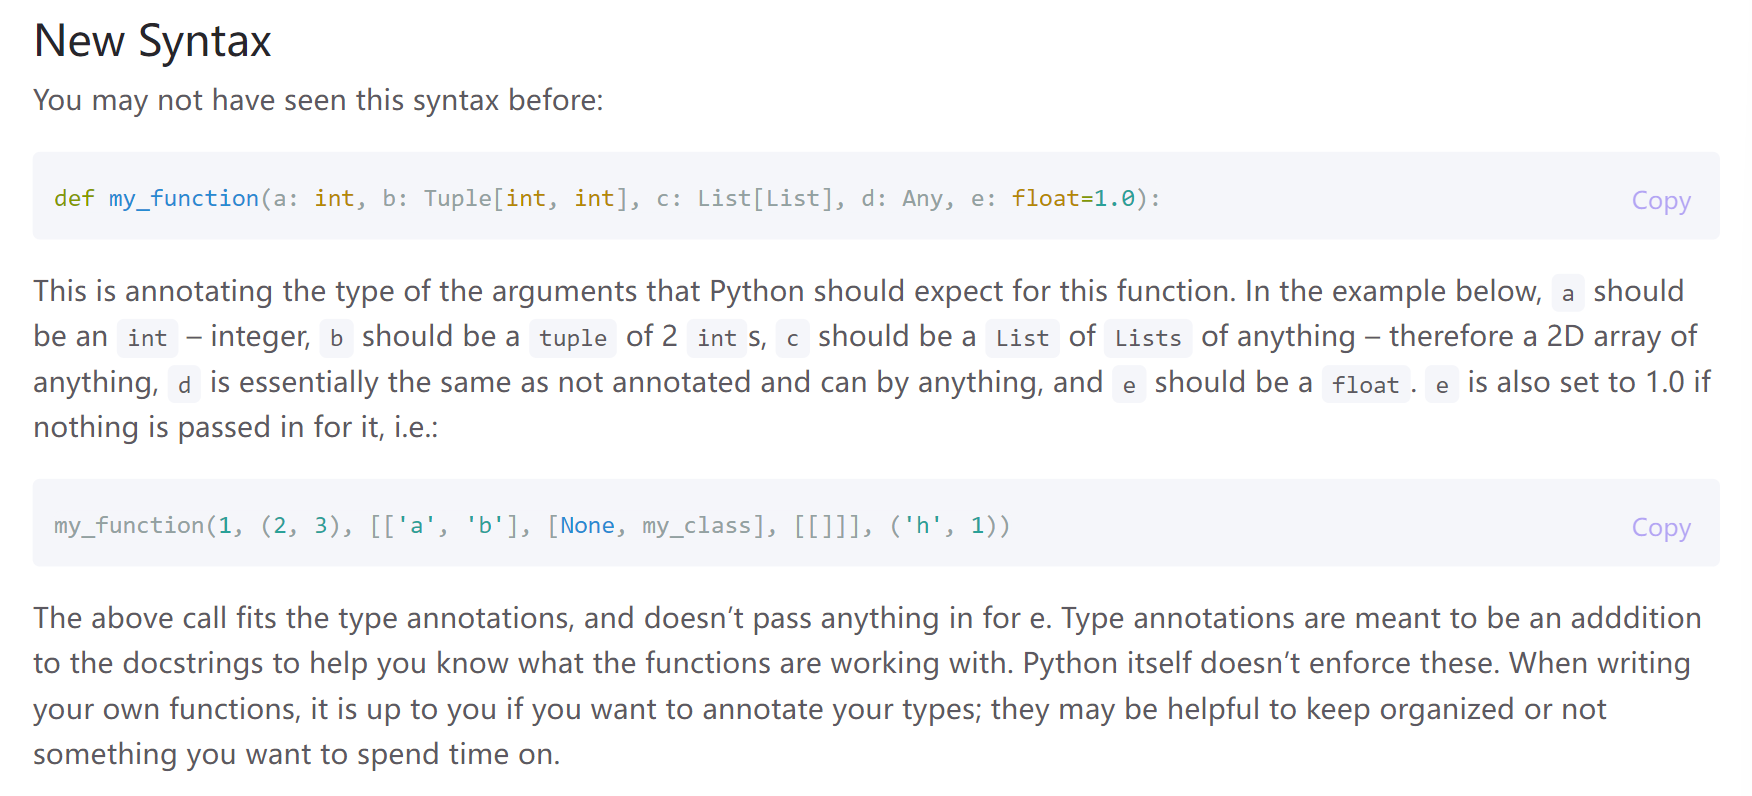 New Syntax
You may not have seen this syntax before:
def my_function(a: int, b: Tuple[int, int], c: List[List], d: Any, e: float=1.0):
Copy
This is annotating the type of the arguments that Python should expect for this function. In the example below, a should
be an int – integer, b should be a tuple of 2 int s, c should be a List of Lists of anything – therefore a 2D array of
anything, d is essentially the same as not annotated and can by anything, and e should be a float. e is also set to 1.0 if
nothing is passed in for it, i.e.:
my_function(1, (2, 3), [['a', 'b'], [None, my_class], [[]]], ('h', 1))
Copy
The above call fits the type annotations, and doesn’t pass anything in for e. Type annotations are meant to be an adddition
to the docstrings to help you know what the functions are working with. Python itself doesn’t enforce these. When writing
your own functions, it is up to you if you want to annotate your types; they may be helpful to keep organized or not
something you want to spend time on.